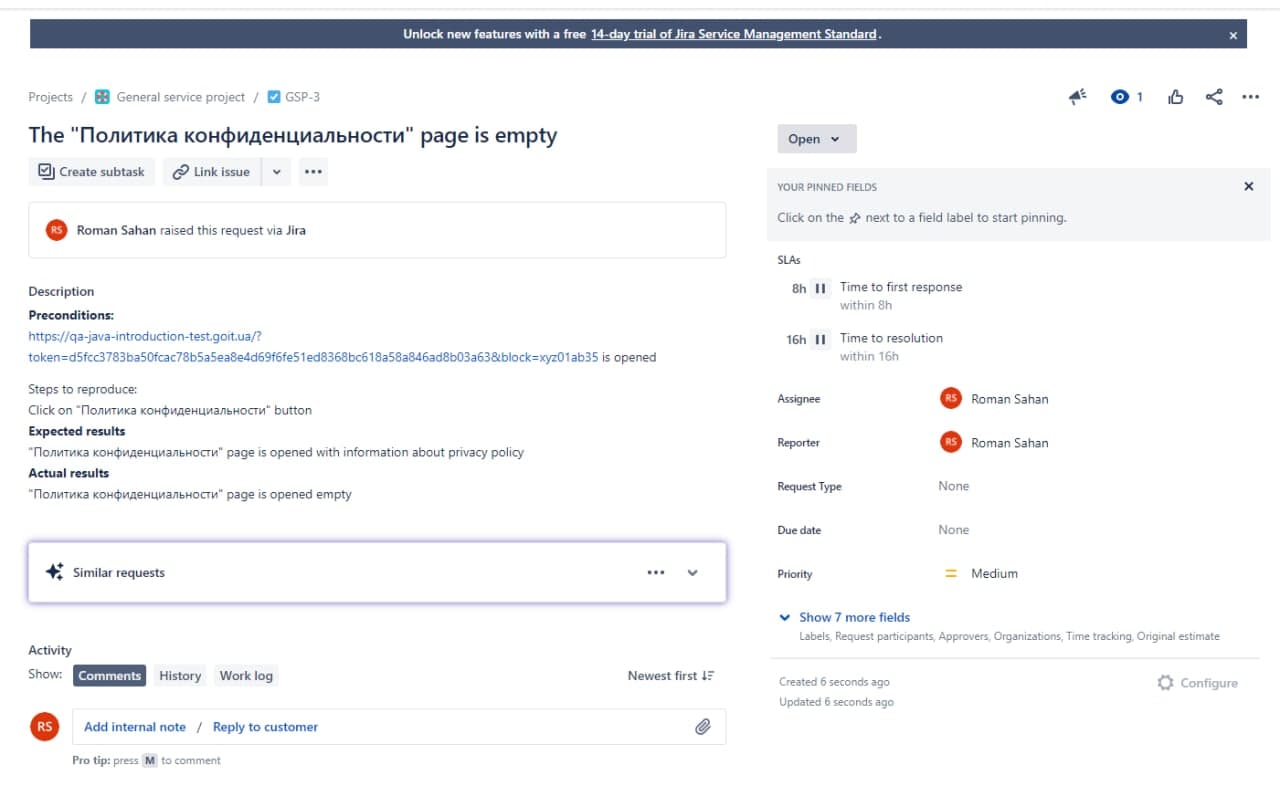 Unlock new features with a free 14-day trial of Jira Service Management Standard.
Projects / General service project / GSP-3
1
The "Политика конфиденциальности" page is empty
Create subtask
Link issue
RS Roman Sahan raised this request via Jira
Description
Preconditions:
https://qa-java-introduction-test.goit.ua/?
token=d5fcc3783ba50fcac78b5a5ea8e4d69f6fe51ed8368bc618a58a846ad8b03a63&block=xyz01ab35 is opened
Steps to reproduce:
Click on "Политика конфиденциальности" button
Expected results
"Политика конфиденциальности" page is opened with information about privacy policy
Actual results
"Политика конфиденциальности" page is opened empty
Similar requests
Activity
Show: Comments History Work log Newest first
RS Add internal note / Reply to customer
Pro tip: press M to comment
Open
YOUR PINNED FIELDS
Click on the next to a field label to start pinning.
SLAs
8h Time to first response
within 8h
16h Time to resolution
within 16h
Assignee RS Roman Sahan
Reporter RS Roman Sahan
Request Type None
Due date None
Priority Medium
Show 7 more fields
Labels, Request participants, Approvers, Organizations, Time tracking, Original estimate
Created 6 seconds ago
Updated 6 seconds ago
Configure